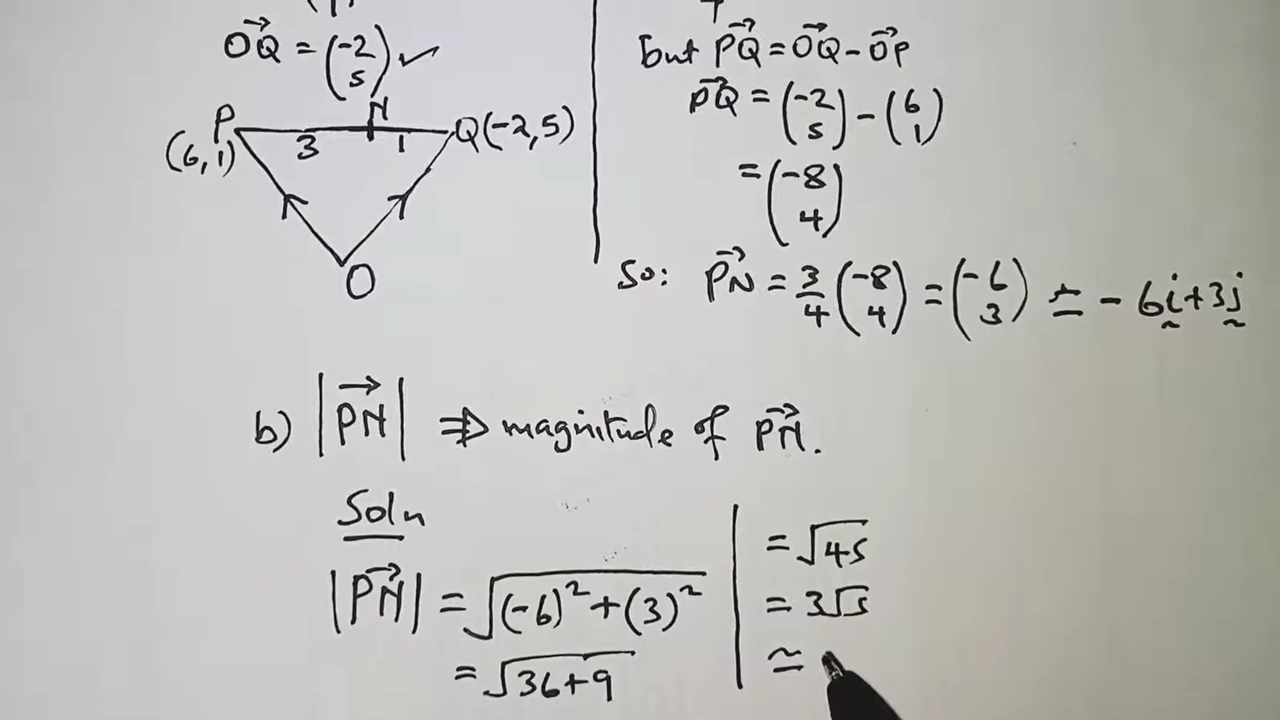 OQ⃗ = (-2 5) ✓
P N Q(-2,5)
(6,1) 3 1
O
but PQ⃗ = OQ⃗ - OP⃗
PQ⃗ = (-2 5) - (6 1)
= (-8 4)
So: PN⃗ = 3/4 (-8 4) = (-6 3) = -6i+3j
b) |PN⃗| ⇒ magnitude of PN⃗.
Soln
|PN⃗| = √(-6)²+(3)²
= √36+9
= √45
= 3√5
≃